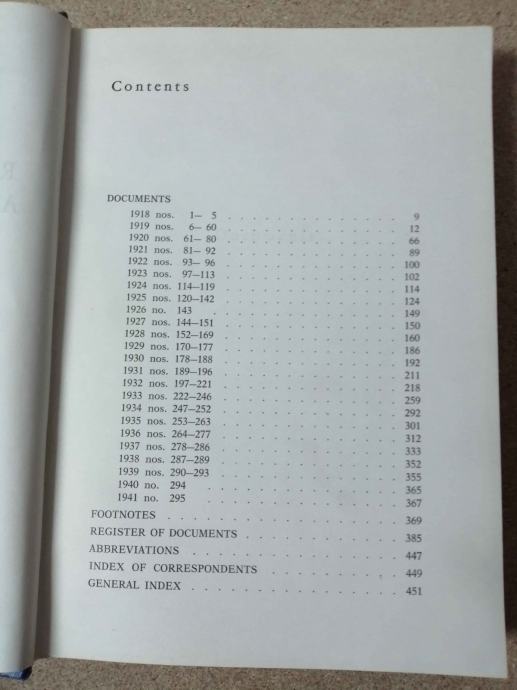 Contents
DOCUMENTS
1918 nos. 1— 5 . . . . . . . . . . . . . . 9
1919 nos. 6— 60 . . . . . . . . . . . . . . 12
1920 nos. 61— 80 . . . . . . . . . . . . . . 66
1921 nos. 81— 92 . . . . . . . . . . . . . . 89
1922 nos. 93— 96 . . . . . . . . . . . . . . 100
1923 nos. 97—113 . . . . . . . . . . . . . . 102
1924 nos. 114—119 . . . . . . . . . . . . . . 114
1925 nos. 120—142 . . . . . . . . . . . . . . 124
1926 no. 143 . . . . . . . . . . . . . . 149
1927 nos. 144—151 . . . . . . . . . . . . . . 150
1928 nos. 152—169 . . . . . . . . . . . . . . 160
1929 nos. 170—177 . . . . . . . . . . . . . . 186
1930 nos. 178—188 . . . . . . . . . . . . . . 192
1931 nos. 189—196 . . . . . . . . . . . . . . 211
1932 nos. 197—221 . . . . . . . . . . . . . . 218
1933 nos. 222—246 . . . . . . . . . . . . . . 259
1934 nos. 247—252 . . . . . . . . . . . . . . 292
1935 nos. 253—263 . . . . . . . . . . . . . . 301
1936 nos. 264—277 . . . . . . . . . . . . . . 312
1937 nos. 278—286 . . . . . . . . . . . . . . 333
1938 nos. 287—289 . . . . . . . . . . . . . . 352
1939 nos. 290—293 . . . . . . . . . . . . . . 355
1940 no. 294 . . . . . . . . . . . . . . 365
1941 no. 295 . . . . . . . . . . . . . . 367
FOOTNOTES . . . . . . . . . . . . . . 369
REGISTER OF DOCUMENTS . . . . . . . . . . 385
ABBREVIATIONS . . . . . . . . . . . . . 447
INDEX OF CORRESPONDENTS . . . . . . . . . 449
GENERAL INDEX . . . . . . . . . . . . . 451